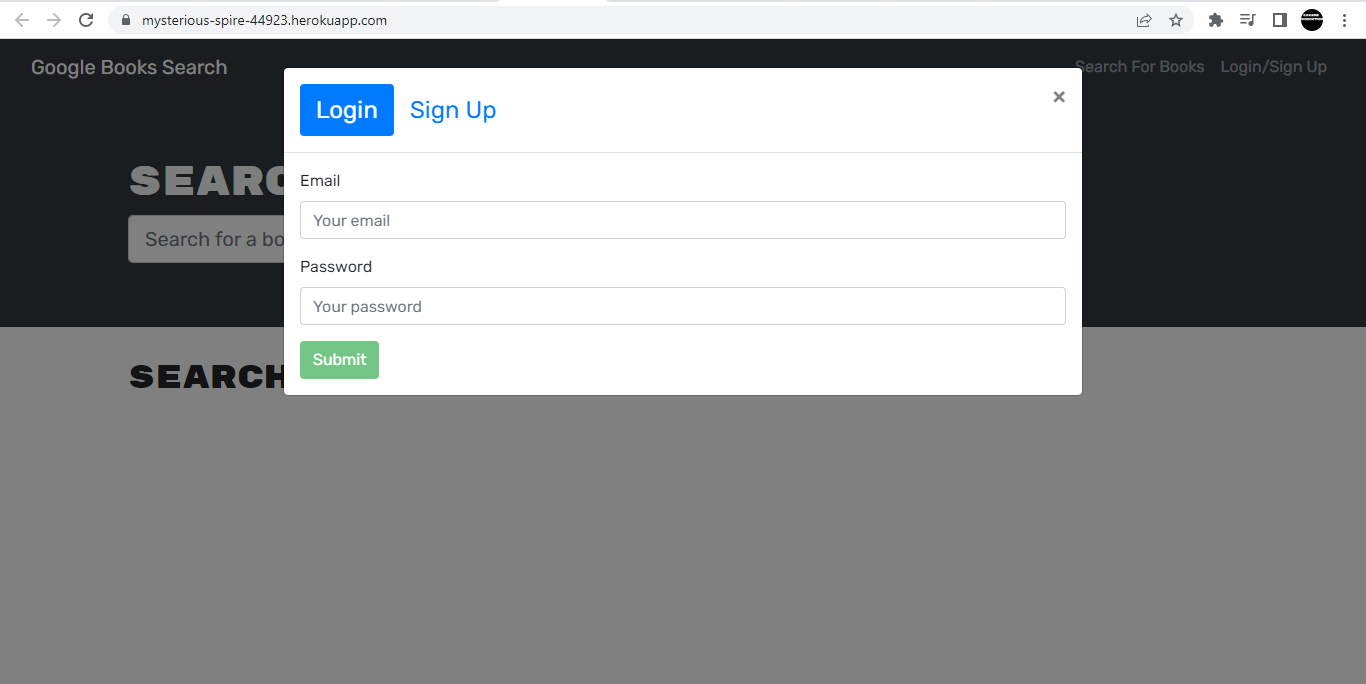 mysterious-spire-44923.herokuapp.com
Google Books Search
Search For Books Login/Sign Up
Login Sign Up ×
SEARC
Email
Your email
Search for a bo
Password
Your password
Submit
SEARCH